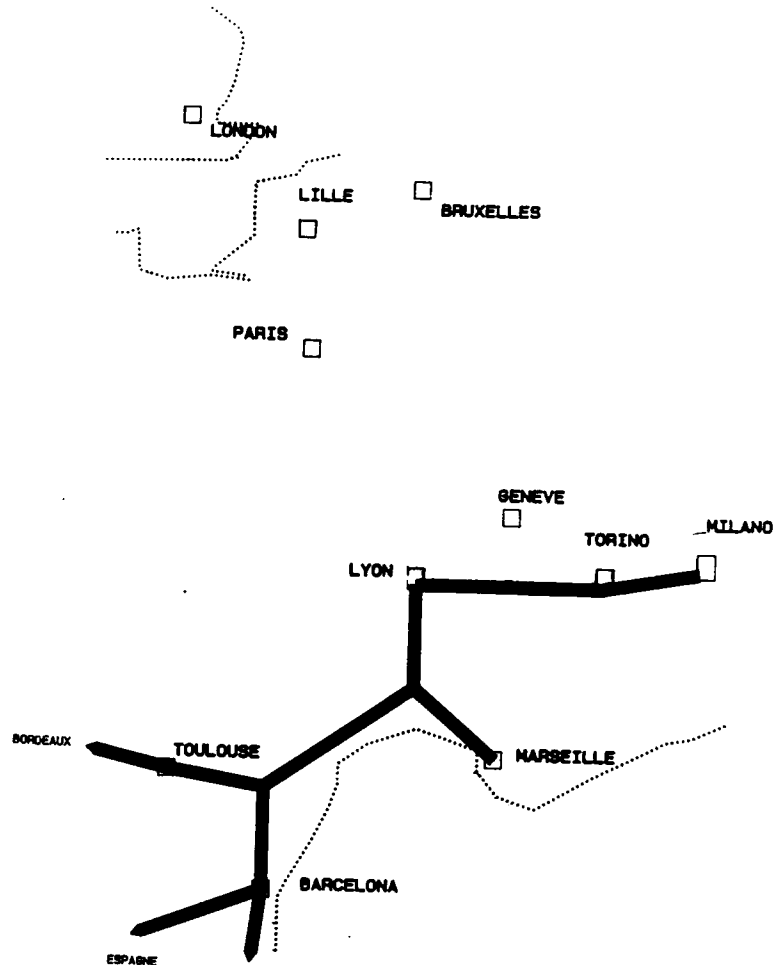 LONDON
LILLE
BRUXELLES
PARIS
GENEVE
MILANO
TORINO
LYON
BORDEAUX
TOULOUSE
MARSEILLE
BARCELONA
ESPAGNE